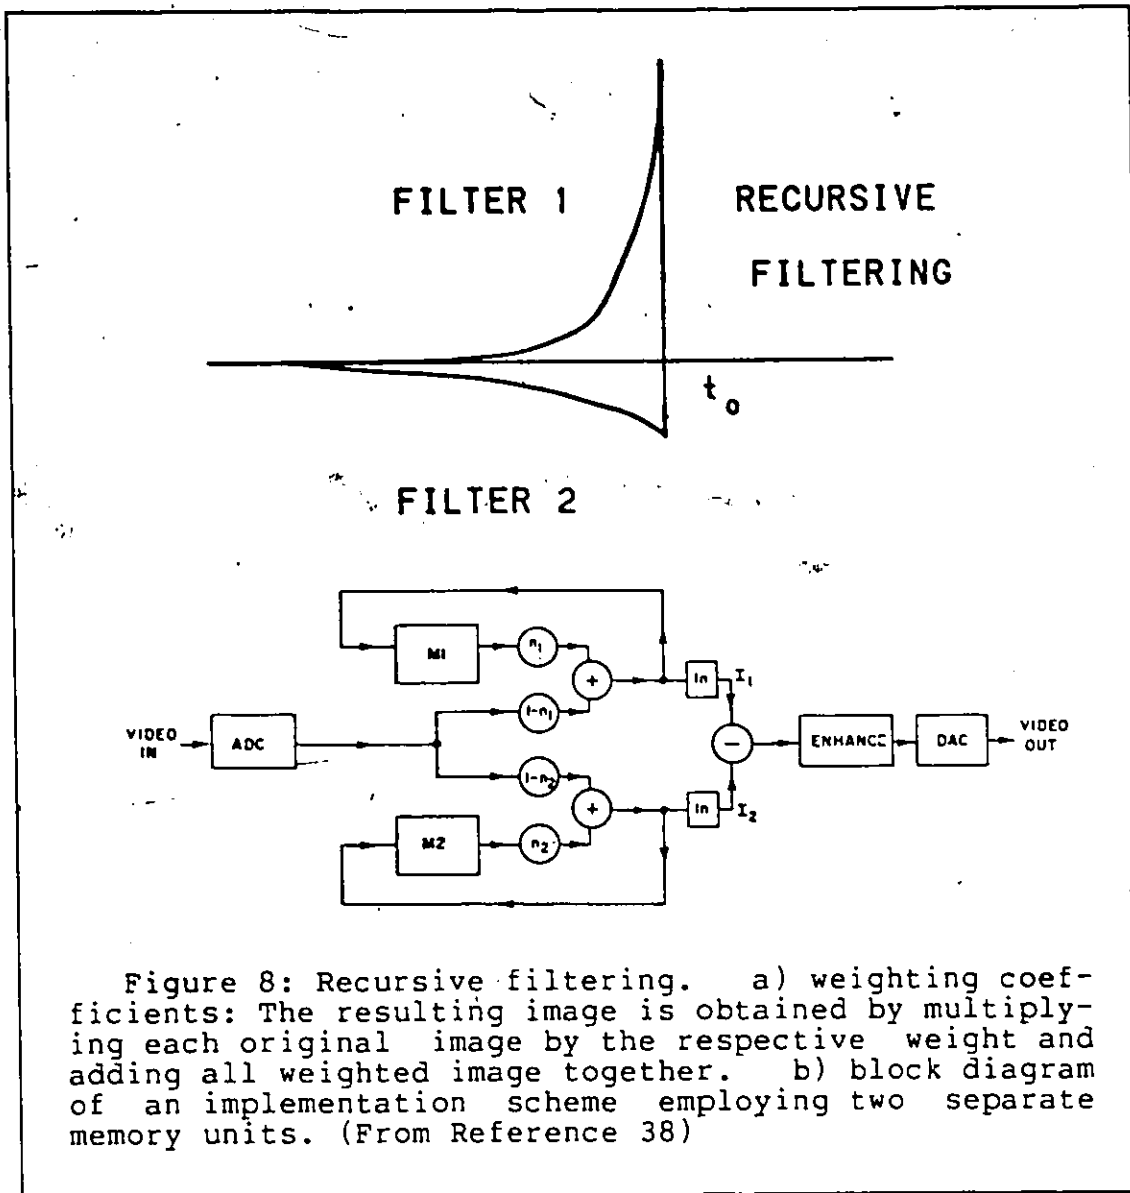 FILTER 1
RECURSIVE
FILTERING
t₀
FILTER 2
M1
n₁
+
ln
I₁
1-n₁
VIDEO
IN
ADC
−
ENHANCE
DAC
VIDEO
OUT
1-n₂
+
ln
I₂
M2
n₂
Figure 8: Recursive filtering. a) weighting coef-
ficients: The resulting image is obtained by multiply-
ing each original image by the respective weight and
adding all weighted image together. b) block diagram
of an implementation scheme employing two separate
memory units. (From Reference 38)